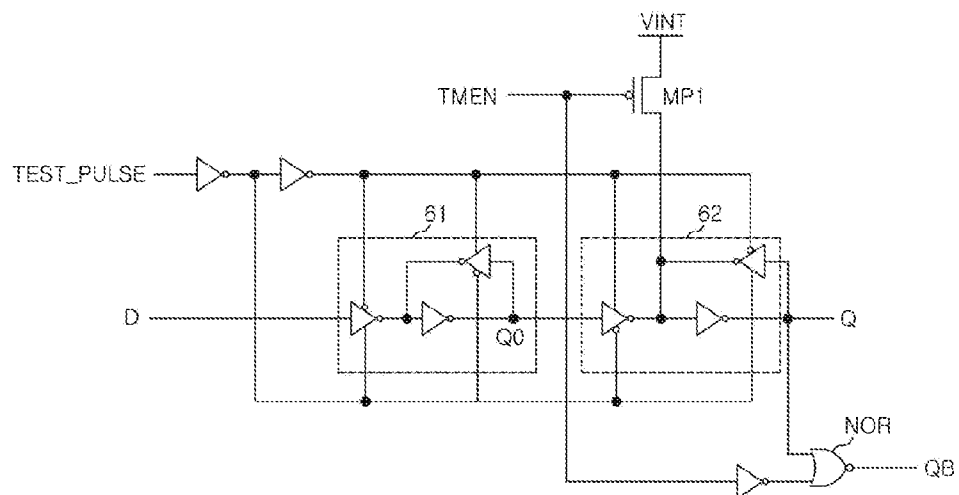 VINT
TMEN
MP1
TEST_PULSE
61
62
D
Q0
Q
NOR
QB